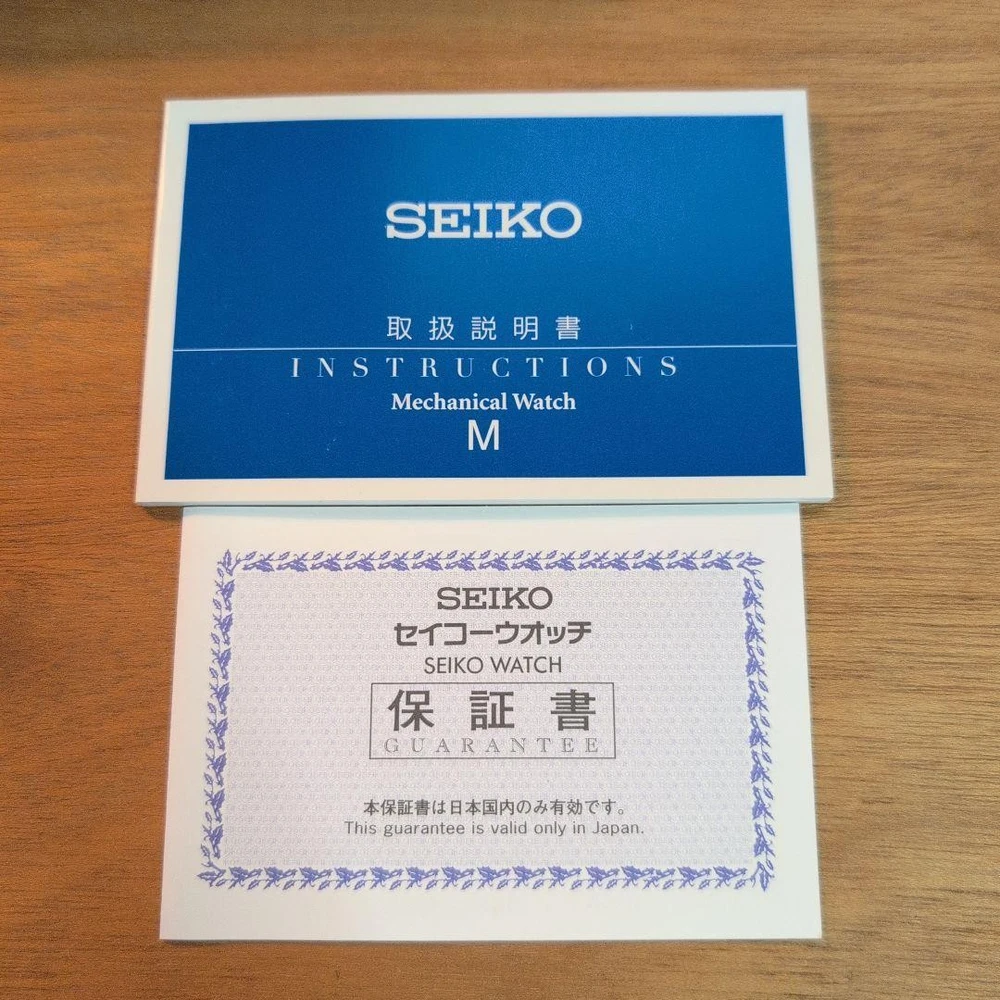 SEIKO
取扱説明書
INSTRUCTIONS
Mechanical Watch
M
SEIKO
セイコーウオッチ
SEIKO WATCH
保証書
GUARANTEE
本保証書は日本国内のみ有効です。
This guarantee is valid only in Japan.